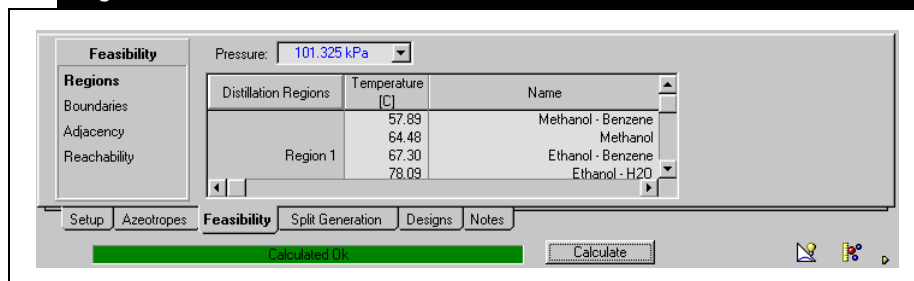 Feasibility
Pressure: 101.325 kPa
Regions
Boundaries
Adjacency
Reachability
Distillation Regions Temperature [C] Name
57.89 Methanol - Benzene
64.48 Methanol
Region 1 67.30 Ethanol - Benzene
78.09 Ethanol - H2O
Setup Azeotropes Feasibility Split Generation Designs Notes
Calculated Ok Calculate